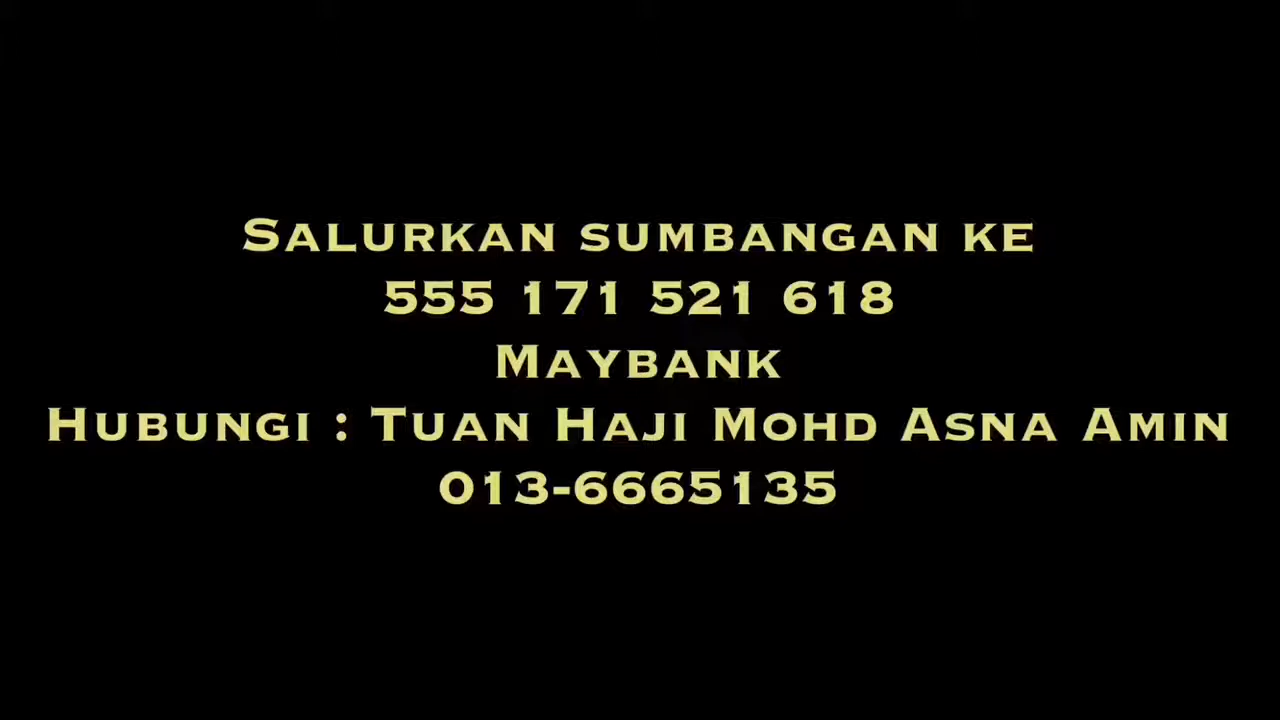 Salurkan sumbangan ke
555 171 521 618
Maybank
Hubungi : Tuan Haji Mohd Asna Amin
013-6665135